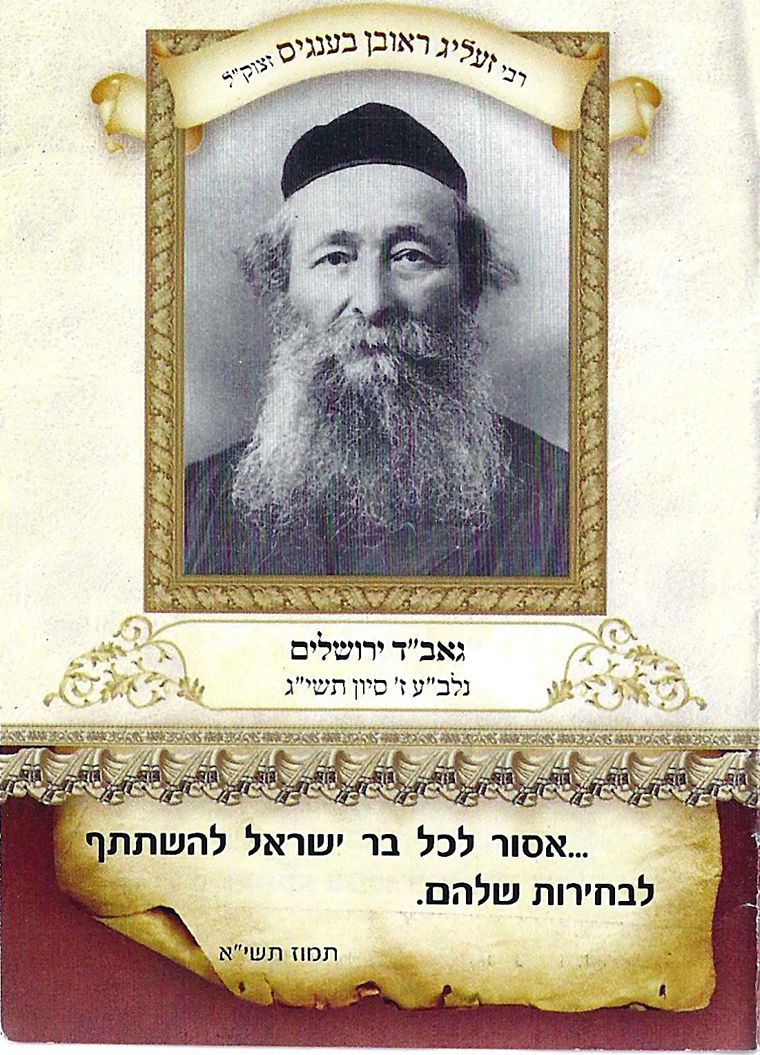 רבי זעליג ראובן בענגיס זצוק״ל
גאב״ד ירושלים
נלב״ע ז' סיון תשי״ג
...אסור לכל בר ישראל להשתתף
לבחירות שלהם.
תמוז תשי״א